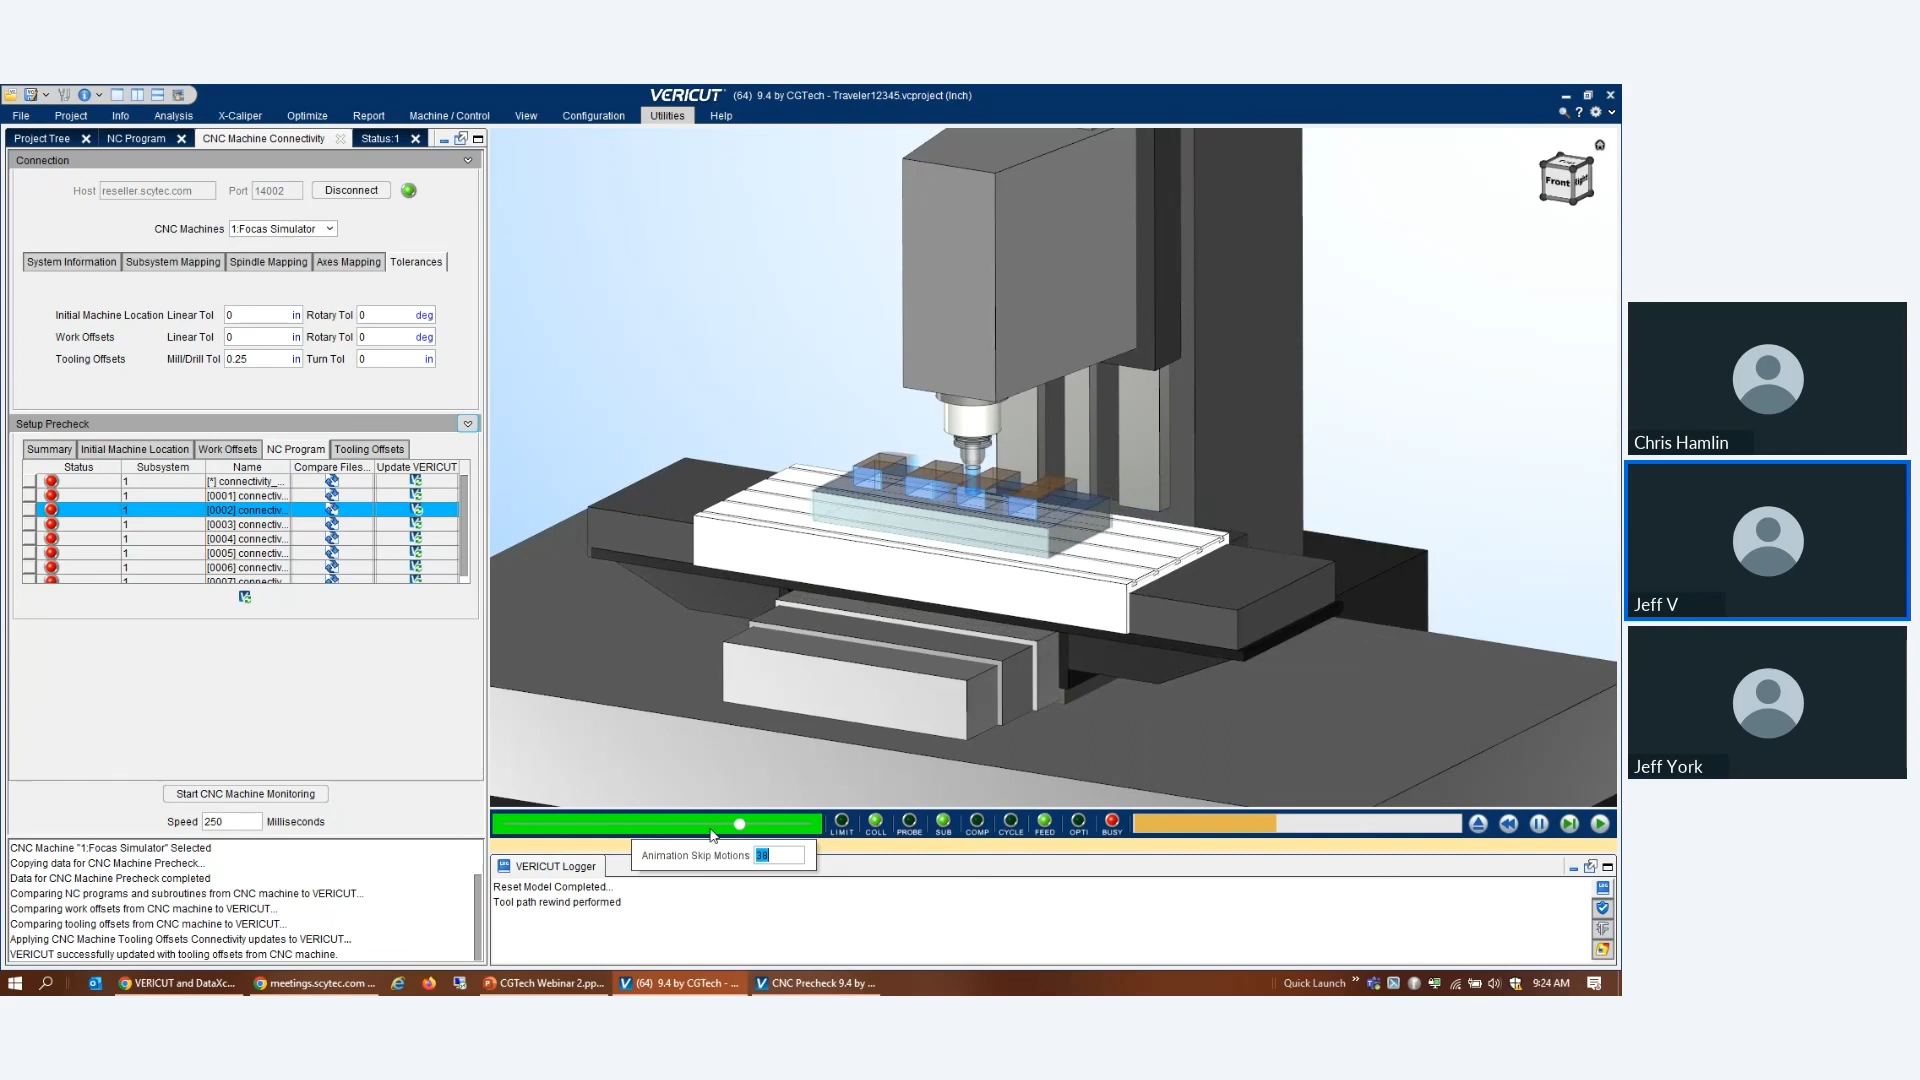 VERICUT (64) 9.4 by CGTech - Traveler12345.vcproject (Inch)
File Project Info Analysis X-Caliper Optimize Report Machine / Control View Configuration Utilities Help
Project Tree NC Program CNC Machine Connectivity Status:1
Connection
Host reseller.scytec.com Port 14002 Disconnect
CNC Machines 1:Focas Simulator
System Information Subsystem Mapping Spindle Mapping Axes Mapping Tolerances
Initial Machine Location Linear Tol 0 in Rotary Tol 0 deg
Work Offsets Linear Tol 0 in Rotary Tol 0 deg
Tooling Offsets Mill/Drill Tol 0.25 in Turn Tol 0 in
Setup Precheck
Summary Initial Machine Location Work Offsets NC Program Tooling Offsets
Status Subsystem Name Compare Files... Update VERICUT
1 [*] connectivity_...
1 [0001] connectiv...
1 [0002] connectiv...
1 [0003] connectiv...
1 [0004] connectiv...
1 [0005] connectiv...
1 [0006] connectiv...
1 [0007] connectiv...
Start CNC Machine Monitoring
Speed 250 Milliseconds
CNC Machine "1:Focas Simulator" Selected
Copying data for CNC Machine Precheck...
Data for CNC Machine Precheck completed
Comparing NC programs and subroutines from CNC machine to VERICUT...
Comparing work offsets from CNC machine to VERICUT...
Comparing tooling offsets from CNC machine to VERICUT...
Applying CNC Machine Tooling Offsets Connectivity updates to VERICUT...
VERICUT successfully updated with tooling offsets from CNC machine.
Front Right
LIMIT COLL PROBE SUB COMP CYCLE FEED OPTI BUSY
Animation Skip Motions 38
VERICUT Logger
Reset Model Completed...
Tool path rewind performed
VERICUT and DataXc... meetings.scytec.com ... CGTech Webinar 2.pp... (64) 9.4 by CGTech - ... CNC Precheck 9.4 by ... Quick Launch 9:24 AM
Chris Hamlin
Jeff V
Jeff York